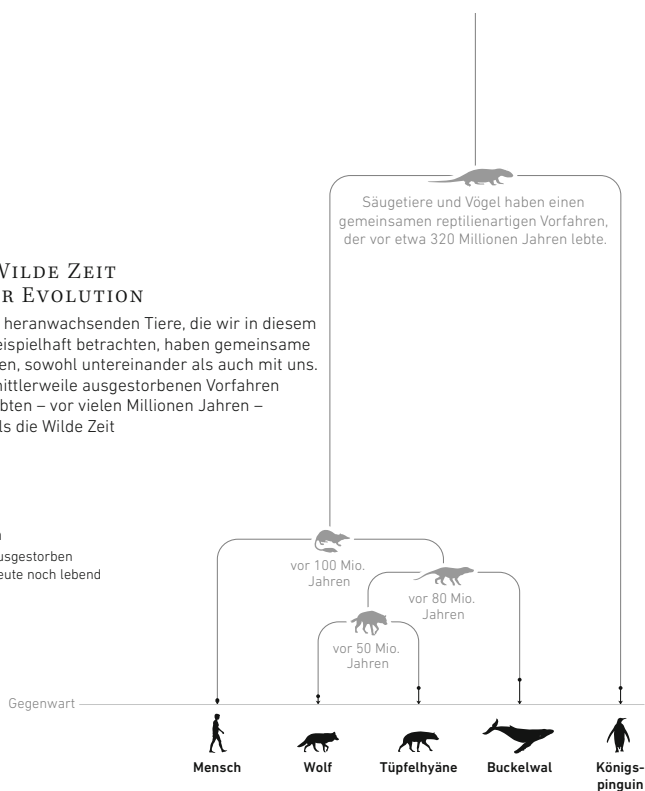 Säugetiere und Vögel haben einen
gemeinsamen reptilienartigen Vorfahren,
der vor etwa 320 Millionen Jahren lebte.
WILDE ZEIT
R EVOLUTION
heranwachsenden Tiere, die wir in diesem
eispielhaft betrachten, haben gemeinsame
en, sowohl untereinander als auch mit uns.
mittlerweile ausgestorbenen Vorfahren
bten – vor vielen Millionen Jahren –
ls die Wilde Zeit
usgestorben
eute noch lebend
vor 100 Mio.
Jahren
vor 80 Mio.
Jahren
vor 50 Mio.
Jahren
Gegenwart
Mensch
Wolf
Tüpfelhyäne
Buckelwal
Königs-
pinguin